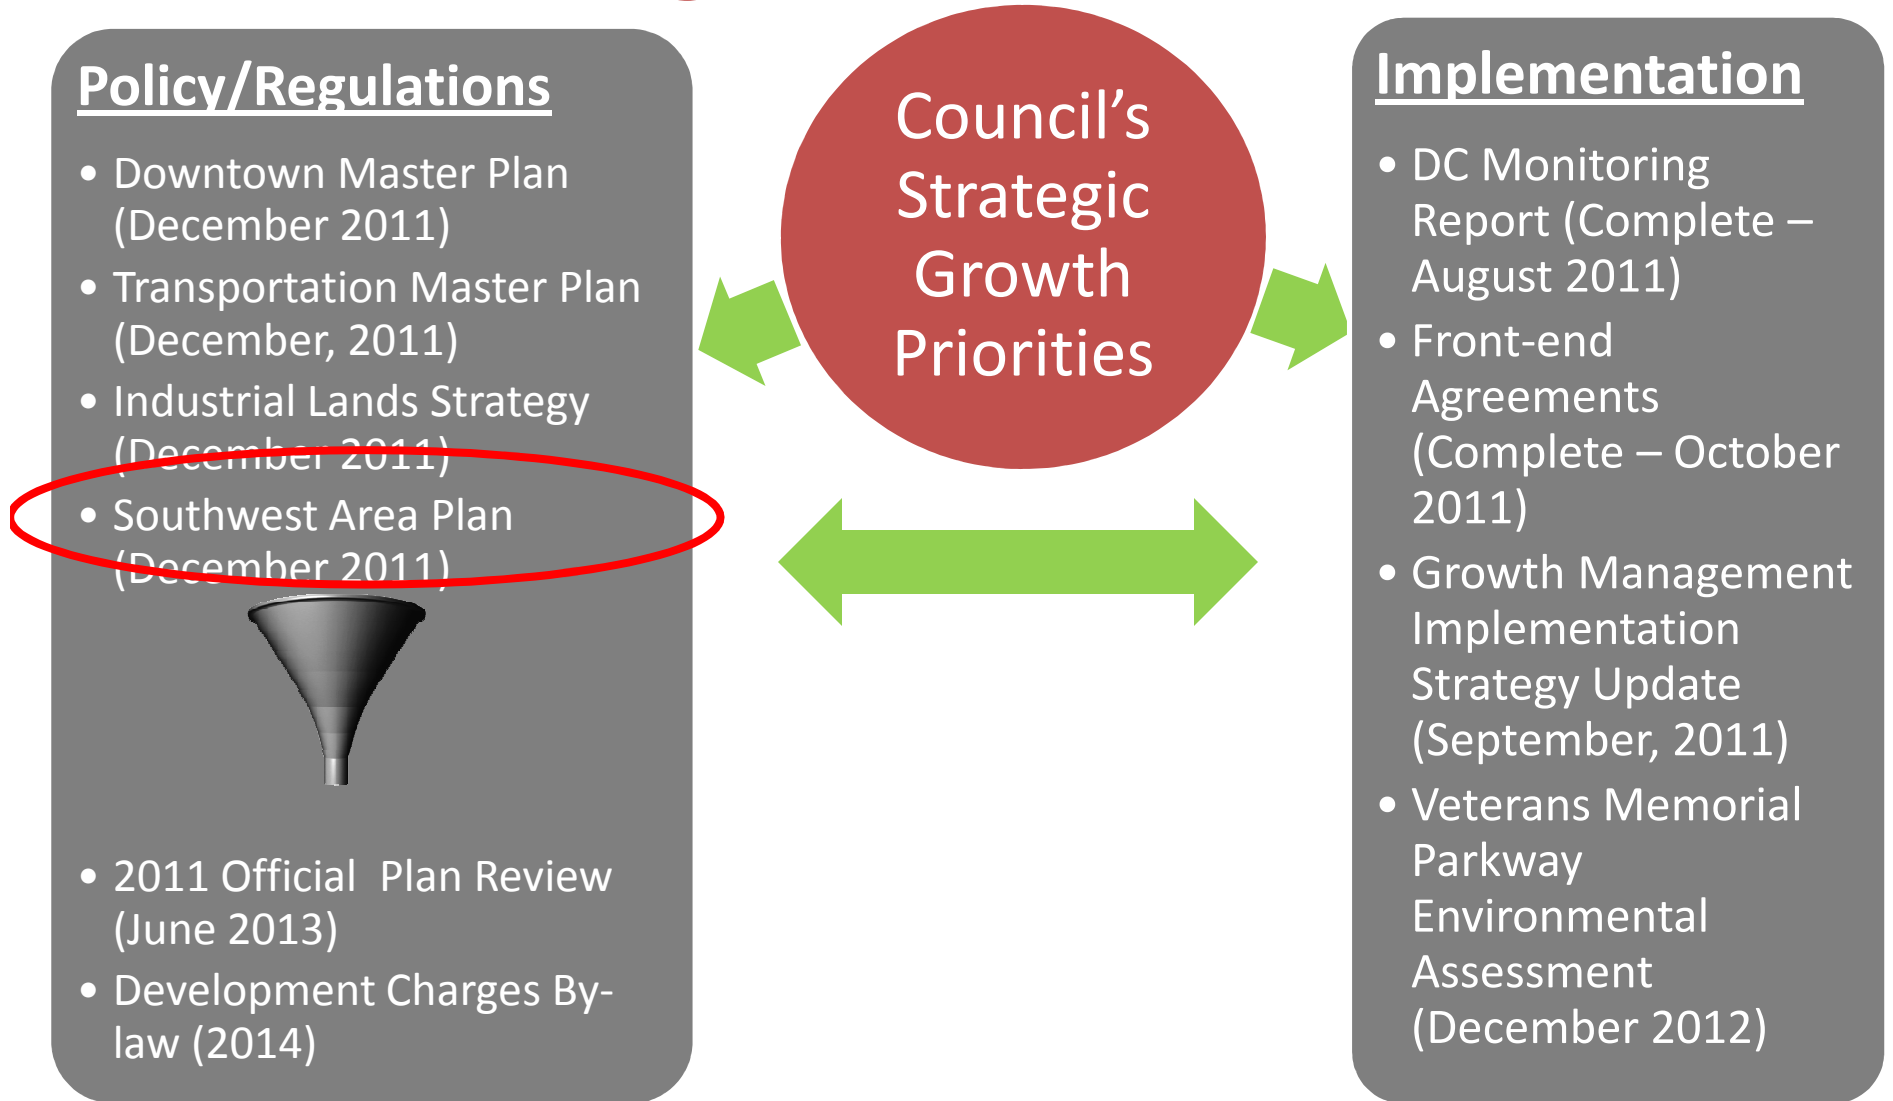 Policy/Regulations
• Downtown Master Plan
(December 2011)
• Transportation Master Plan
(December, 2011)
• Industrial Lands Strategy
(December 2011)
• Southwest Area Plan
(December 2011)
• 2011 Official  Plan Review
(June 2013)
• Development Charges By-
law (2014)
Council’s
Strategic
Growth
Priorities
Implementation
• DC Monitoring
Report (Complete –
August 2011)
• Front-end
Agreements
(Complete – October
2011)
• Growth Management
Implementation
Strategy Update
(September, 2011)
• Veterans Memorial
Parkway
Environmental
Assessment
(December 2012)